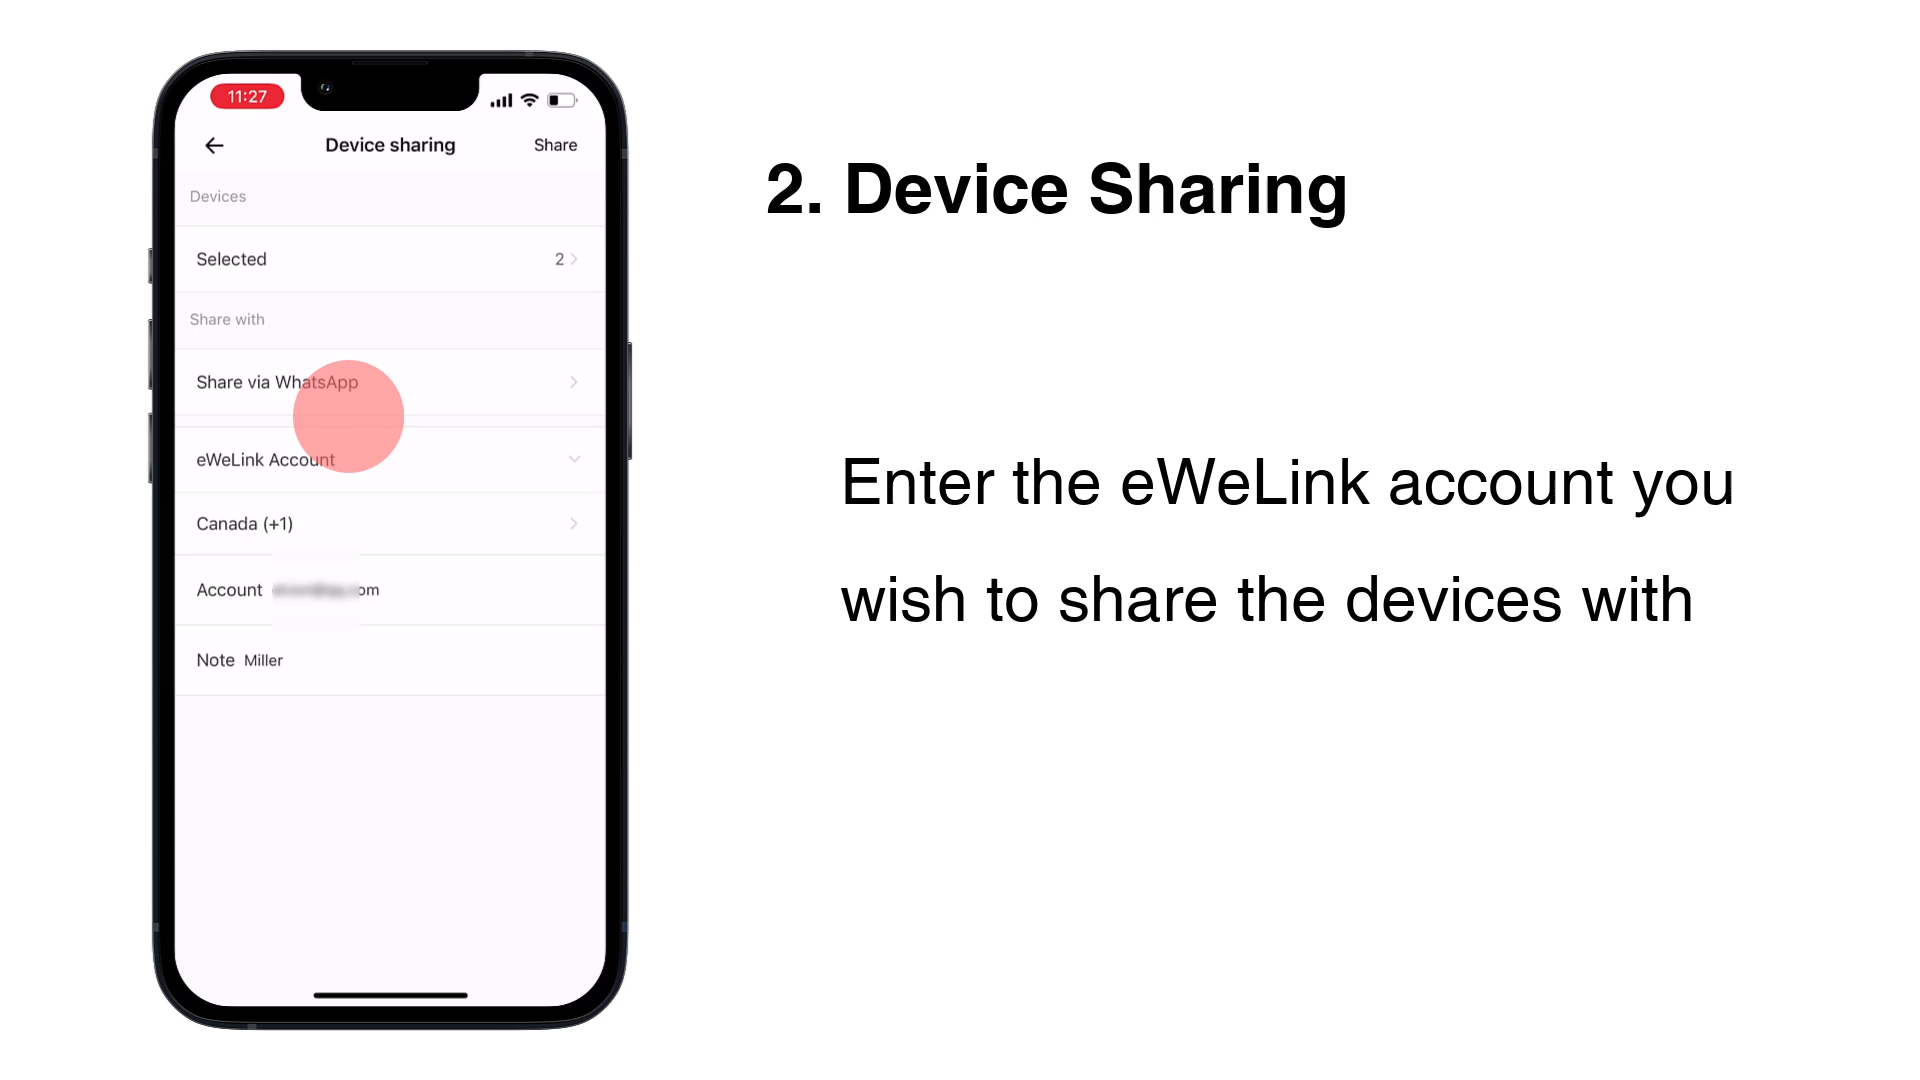 11:27
Device sharing
Share
Devices
Selected 2
Share with
Share via WhatsApp
eWeLink Account
Canada (+1)
Account
Note Miller
2. Device Sharing
Enter the eWeLink account you
wish to share the devices with